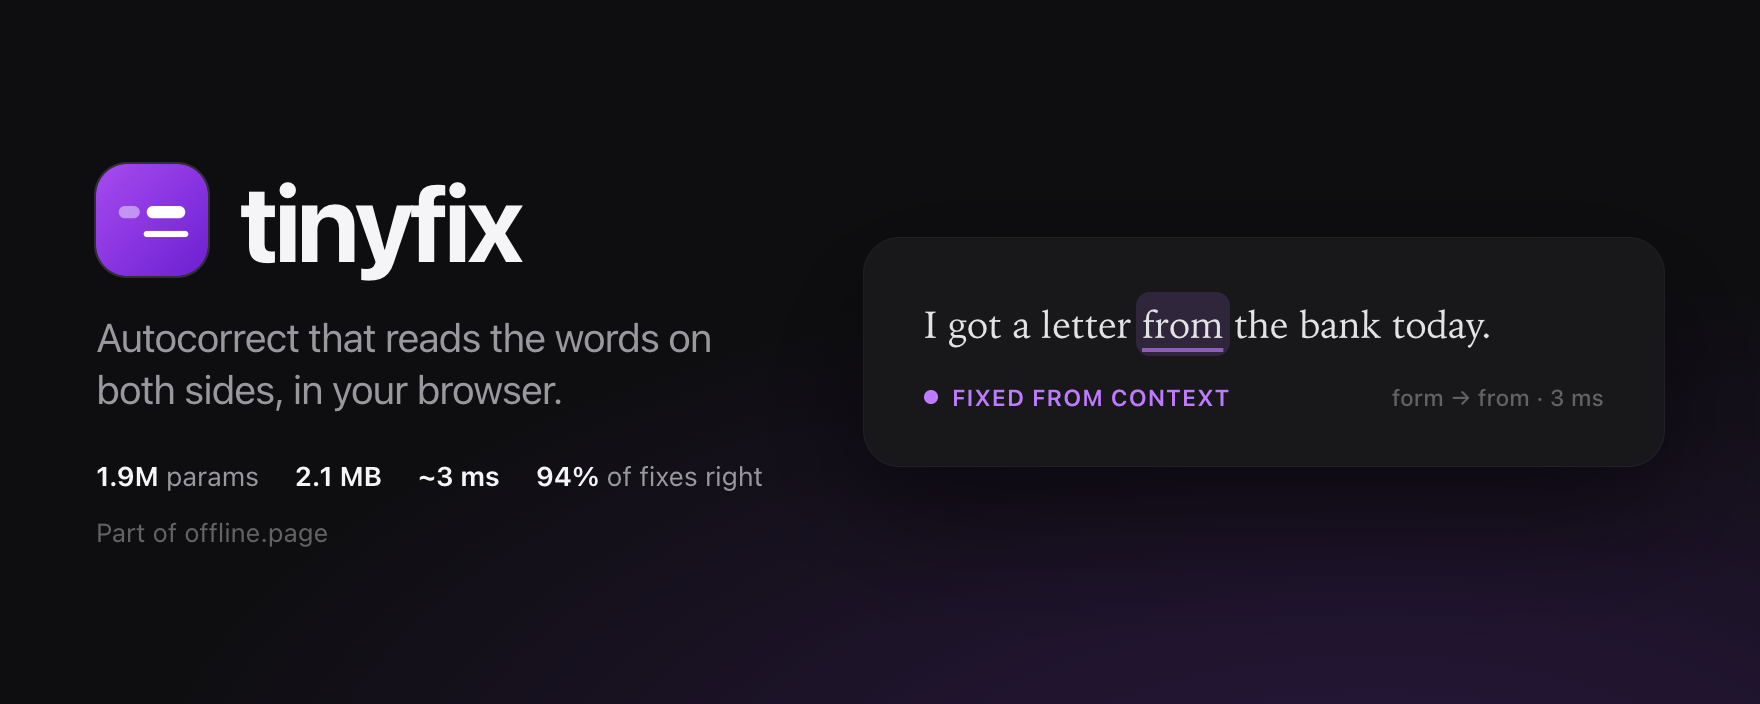 tinyfix
Autocorrect that reads the words on
both sides, in your browser.
1.9M params 2.1 MB ~3 ms 94% of fixes right
Part of offline.page
I got a letter from the bank today.
FIXED FROM CONTEXT
form → from · 3 ms